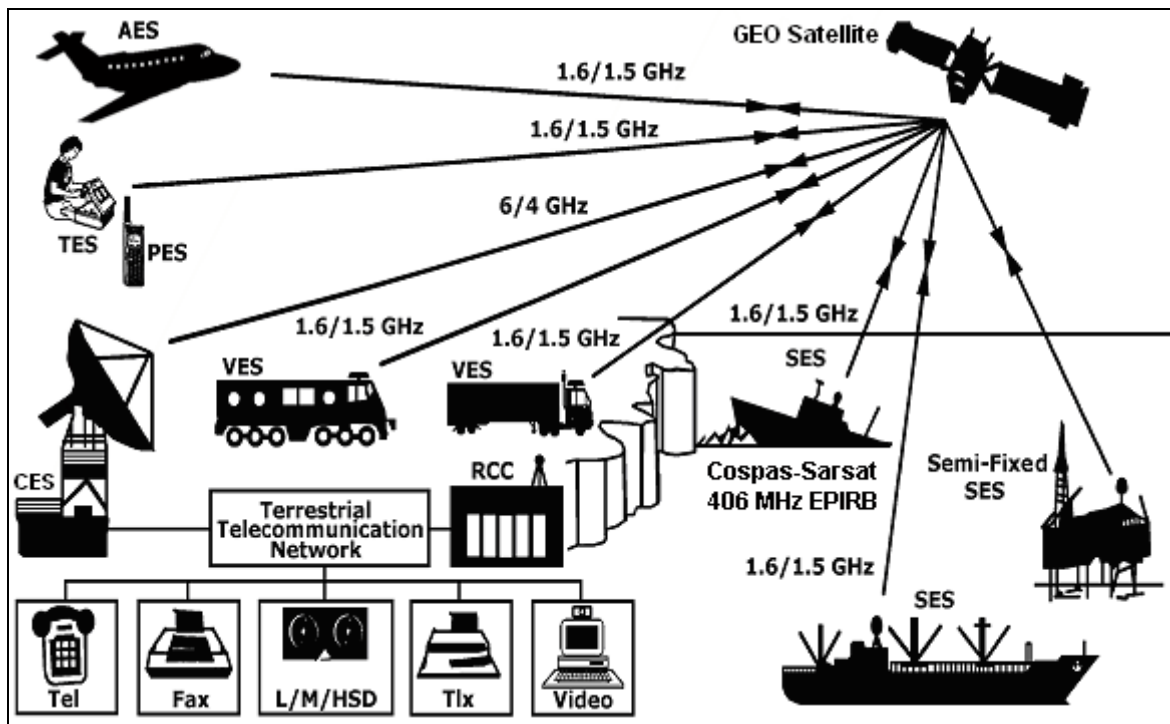 AES
GEO Satellite
1.6/1.5 GHz
1.6/1.5 GHz
TES
PES
6/4 GHz
1.6/1.5 GHz
1.6/1.5 GHz
1.6/1.5 GHz
VES
VES
SES
CES
RCC
Cospas-Sarsat
406 MHz EPIRB
Semi-Fixed
SES
Terrestrial
Telecommunication
Network
1.6/1.5 GHz
SES
Tel
Fax
L/M/HSD
Tlx
Video